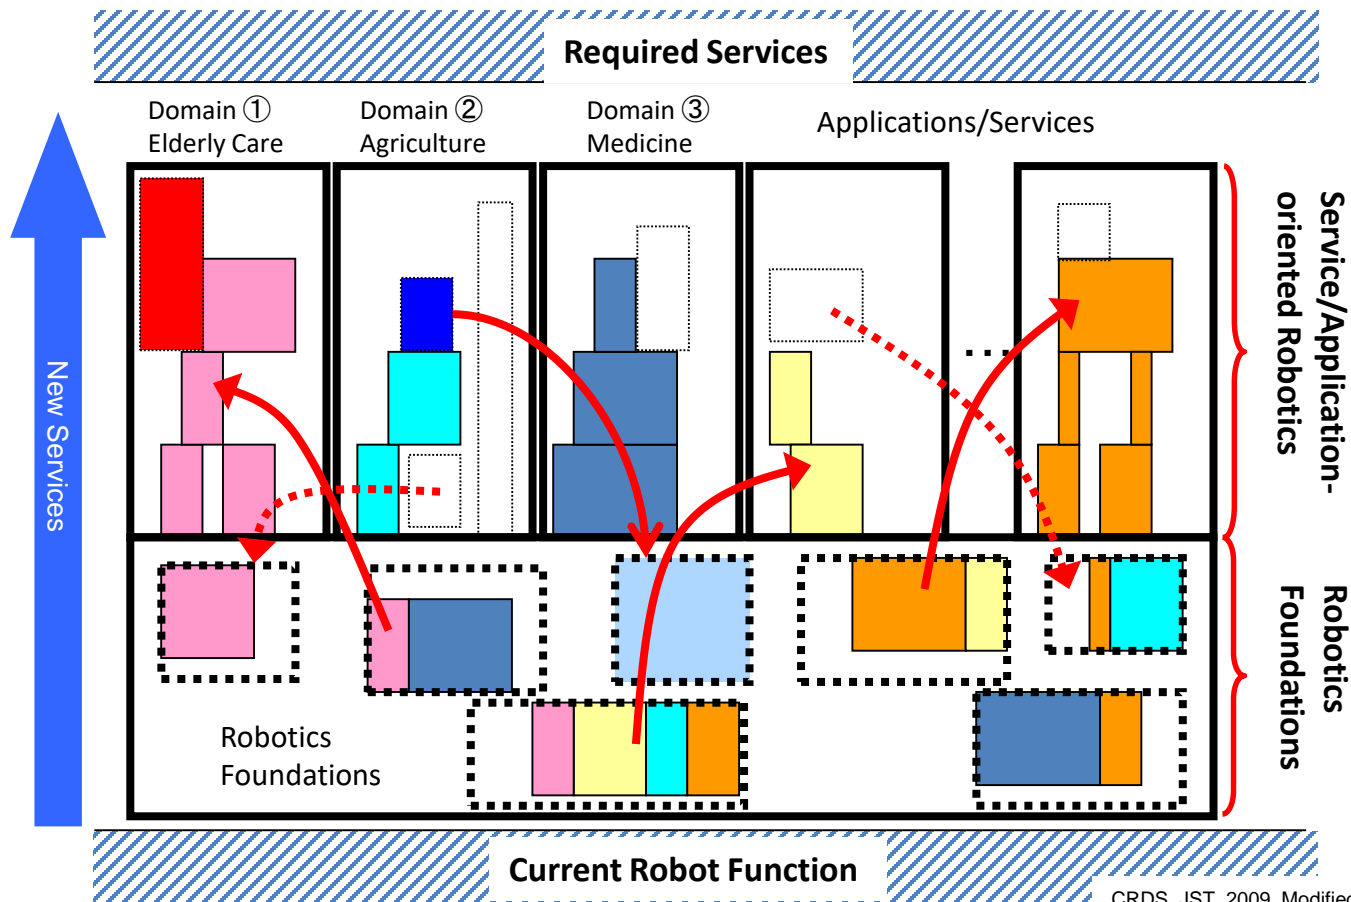 Required Services
Domain ①
Elderly Care
Domain ②
Agriculture
Domain ③
Medicine
Applications/Services
New Services
Service/Application-
oriented Robotics
Robotics
Foundations
Robotics
Foundations
Current Robot Function
CRDS, JST, 2009, Modified